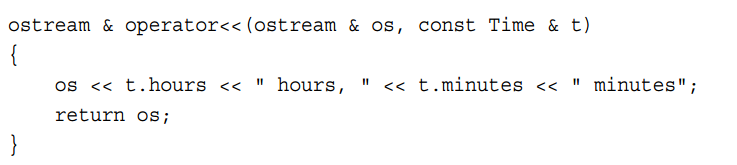 ostream & operator<<(ostream & os, const Time & t)
{
    os << t.hours << " hours, " << t.minutes << " minutes";
    return os;
}